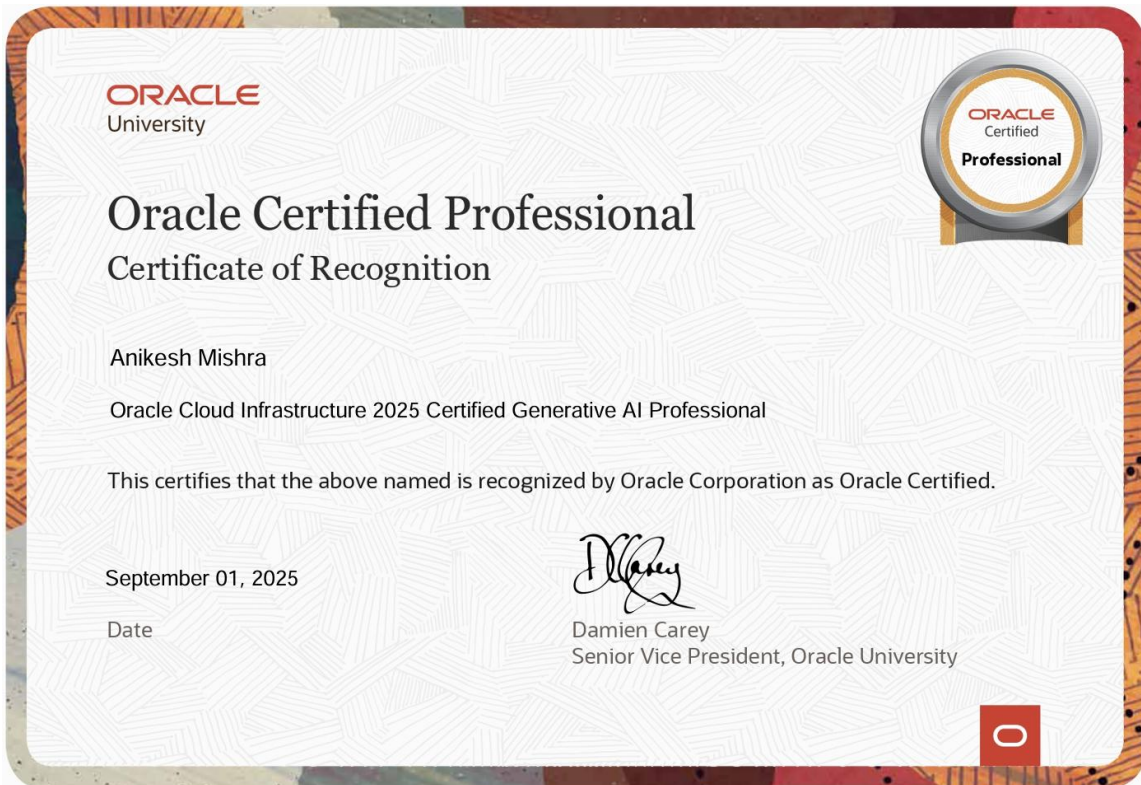 ORACLE
University
ORACLE
Certified
Professional
Oracle Certified Professional
Certificate of Recognition
Anikesh Mishra
Oracle Cloud Infrastructure 2025 Certified Generative AI Professional
This certifies that the above named is recognized by Oracle Corporation as Oracle Certified.
DCCarey
September 01, 2025
Date
Damien Carey
Senior Vice President, Oracle University